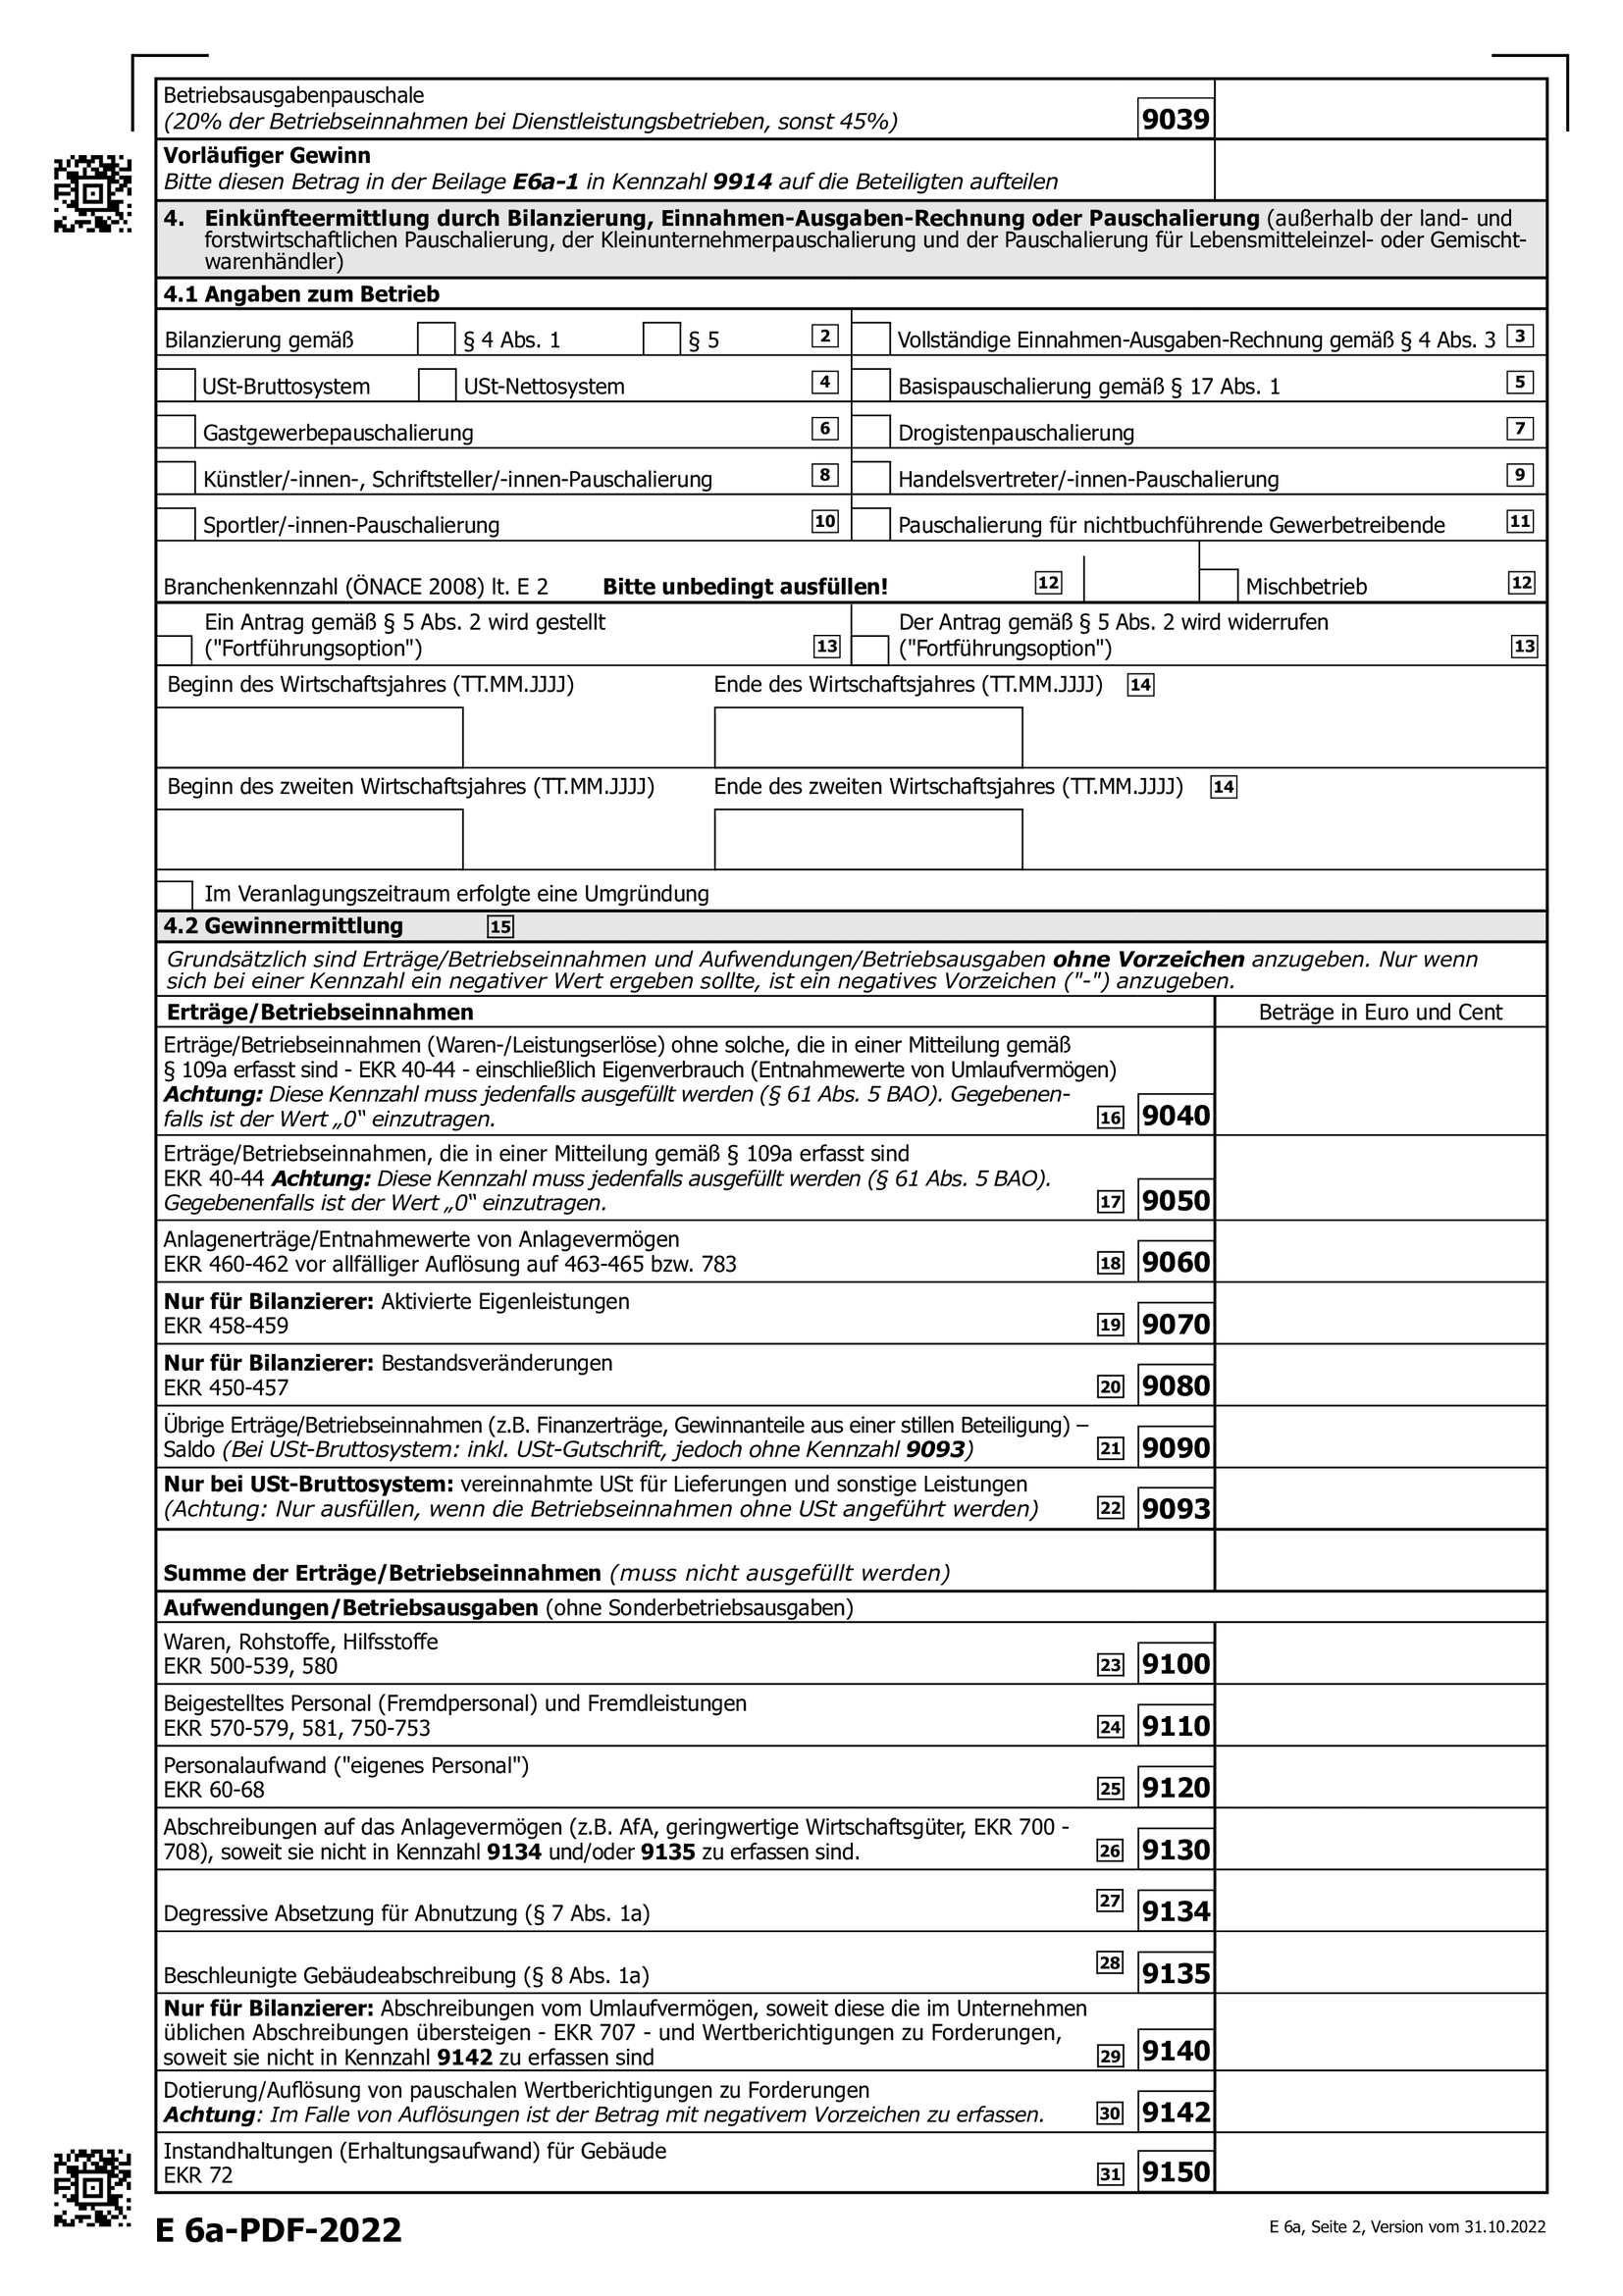 Betriebsausgabenpauschale
(20% der Betriebseinnahmen bei Dienstleistungsbetrieben, sonst 45%) 9039
Vorläufiger Gewinn
Bitte diesen Betrag in der Beilage E6a-1 in Kennzahl 9914 auf die Beteiligten aufteilen
4. Einkünfteermittlung durch Bilanzierung, Einnahmen-Ausgaben-Rechnung oder Pauschalierung (außerhalb der land- und
forstwirtschaftlichen Pauschalierung, der Kleinunternehmerpauschalierung und der Pauschalierung für Lebensmitteleinzel- oder Gemischt-
warenhändler)
4.1 Angaben zum Betrieb
Bilanzierung gemäß § 4 Abs. 1 § 5 2 Vollständige Einnahmen-Ausgaben-Rechnung gemäß § 4 Abs. 3 3
USt-Bruttosystem USt-Nettosystem 4 Basispauschalierung gemäß § 17 Abs. 1 5
Gastgewerbepauschalierung 6 Drogistenpauschalierung 7
Künstler/-innen-, Schriftsteller/-innen-Pauschalierung 8 Handelsvertreter/-innen-Pauschalierung 9
Sportler/-innen-Pauschalierung 10 Pauschalierung für nichtbuchführende Gewerbetreibende 11
Branchenkennzahl (ÖNACE 2008) lt. E 2 Bitte unbedingt ausfüllen! 12 Mischbetrieb 12
Ein Antrag gemäß § 5 Abs. 2 wird gestellt
("Fortführungsoption") 13
Der Antrag gemäß § 5 Abs. 2 wird widerrufen
("Fortführungsoption") 13
Beginn des Wirtschaftsjahres (TT.MM.JJJJ) Ende des Wirtschaftsjahres (TT.MM.JJJJ) 14
Beginn des zweiten Wirtschaftsjahres (TT.MM.JJJJ) Ende des zweiten Wirtschaftsjahres (TT.MM.JJJJ) 14
Im Veranlagungszeitraum erfolgte eine Umgründung
4.2 Gewinnermittlung 15
Grundsätzlich sind Erträge/Betriebseinnahmen und Aufwendungen/Betriebsausgaben ohne Vorzeichen anzugeben. Nur wenn
sich bei einer Kennzahl ein negativer Wert ergeben sollte, ist ein negatives Vorzeichen ("-") anzugeben.
Erträge/Betriebseinnahmen Beträge in Euro und Cent
Erträge/Betriebseinnahmen (Waren-/Leistungserlöse) ohne solche, die in einer Mitteilung gemäß
§ 109a erfasst sind - EKR 40-44 - einschließlich Eigenverbrauch (Entnahmewerte von Umlaufvermögen)
Achtung: Diese Kennzahl muss jedenfalls ausgefüllt werden (§ 61 Abs. 5 BAO). Gegebenen-
falls ist der Wert „0“ einzutragen. 16 9040
Erträge/Betriebseinnahmen, die in einer Mitteilung gemäß § 109a erfasst sind
EKR 40-44 Achtung: Diese Kennzahl muss jedenfalls ausgefüllt werden (§ 61 Abs. 5 BAO).
Gegebenenfalls ist der Wert „0“ einzutragen. 17 9050
Anlagenerträge/Entnahmewerte von Anlagevermögen
EKR 460-462 vor allfälliger Auflösung auf 463-465 bzw. 783 18 9060
Nur für Bilanzierer: Aktivierte Eigenleistungen
EKR 458-459 19 9070
Nur für Bilanzierer: Bestandsveränderungen
EKR 450-457 20 9080
Übrige Erträge/Betriebseinnahmen (z.B. Finanzerträge, Gewinnanteile aus einer stillen Beteiligung) –
Saldo (Bei USt-Bruttosystem: inkl. USt-Gutschrift, jedoch ohne Kennzahl 9093) 21 9090
Nur bei USt-Bruttosystem: vereinnahmte USt für Lieferungen und sonstige Leistungen
(Achtung: Nur ausfüllen, wenn die Betriebseinnahmen ohne USt angeführt werden) 22 9093
Summe der Erträge/Betriebseinnahmen (muss nicht ausgefüllt werden)
Aufwendungen/Betriebsausgaben (ohne Sonderbetriebsausgaben)
Waren, Rohstoffe, Hilfsstoffe
EKR 500-539, 580 23 9100
Beigestelltes Personal (Fremdpersonal) und Fremdleistungen
EKR 570-579, 581, 750-753 24 9110
Personalaufwand ("eigenes Personal")
EKR 60-68 25 9120
Abschreibungen auf das Anlagevermögen (z.B. AfA, geringwertige Wirtschaftsgüter, EKR 700 -
708), soweit sie nicht in Kennzahl 9134 und/oder 9135 zu erfassen sind. 26 9130
Degressive Absetzung für Abnutzung (§ 7 Abs. 1a) 27 9134
Beschleunigte Gebäudeabschreibung (§ 8 Abs. 1a) 28 9135
Nur für Bilanzierer: Abschreibungen vom Umlaufvermögen, soweit diese die im Unternehmen
üblichen Abschreibungen übersteigen - EKR 707 - und Wertberichtigungen zu Forderungen,
soweit sie nicht in Kennzahl 9142 zu erfassen sind 29 9140
Dotierung/Auflösung von pauschalen Wertberichtigungen zu Forderungen
Achtung: Im Falle von Auflösungen ist der Betrag mit negativem Vorzeichen zu erfassen. 30 9142
Instandhaltungen (Erhaltungsaufwand) für Gebäude
EKR 72 31 9150
E 6a-PDF-2022 E 6a, Seite 2, Version vom 31.10.2022